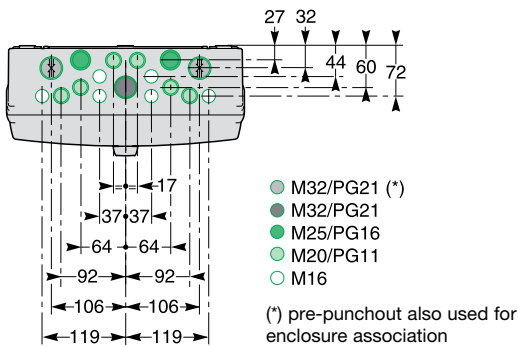 27 32
44 60 72
17
37 37
64 64
92 92
106 106
119 119
M32/PG21 (*)
M32/PG21
M25/PG16
M20/PG11
M16
(*) pre-punchout also used for
enclosure association